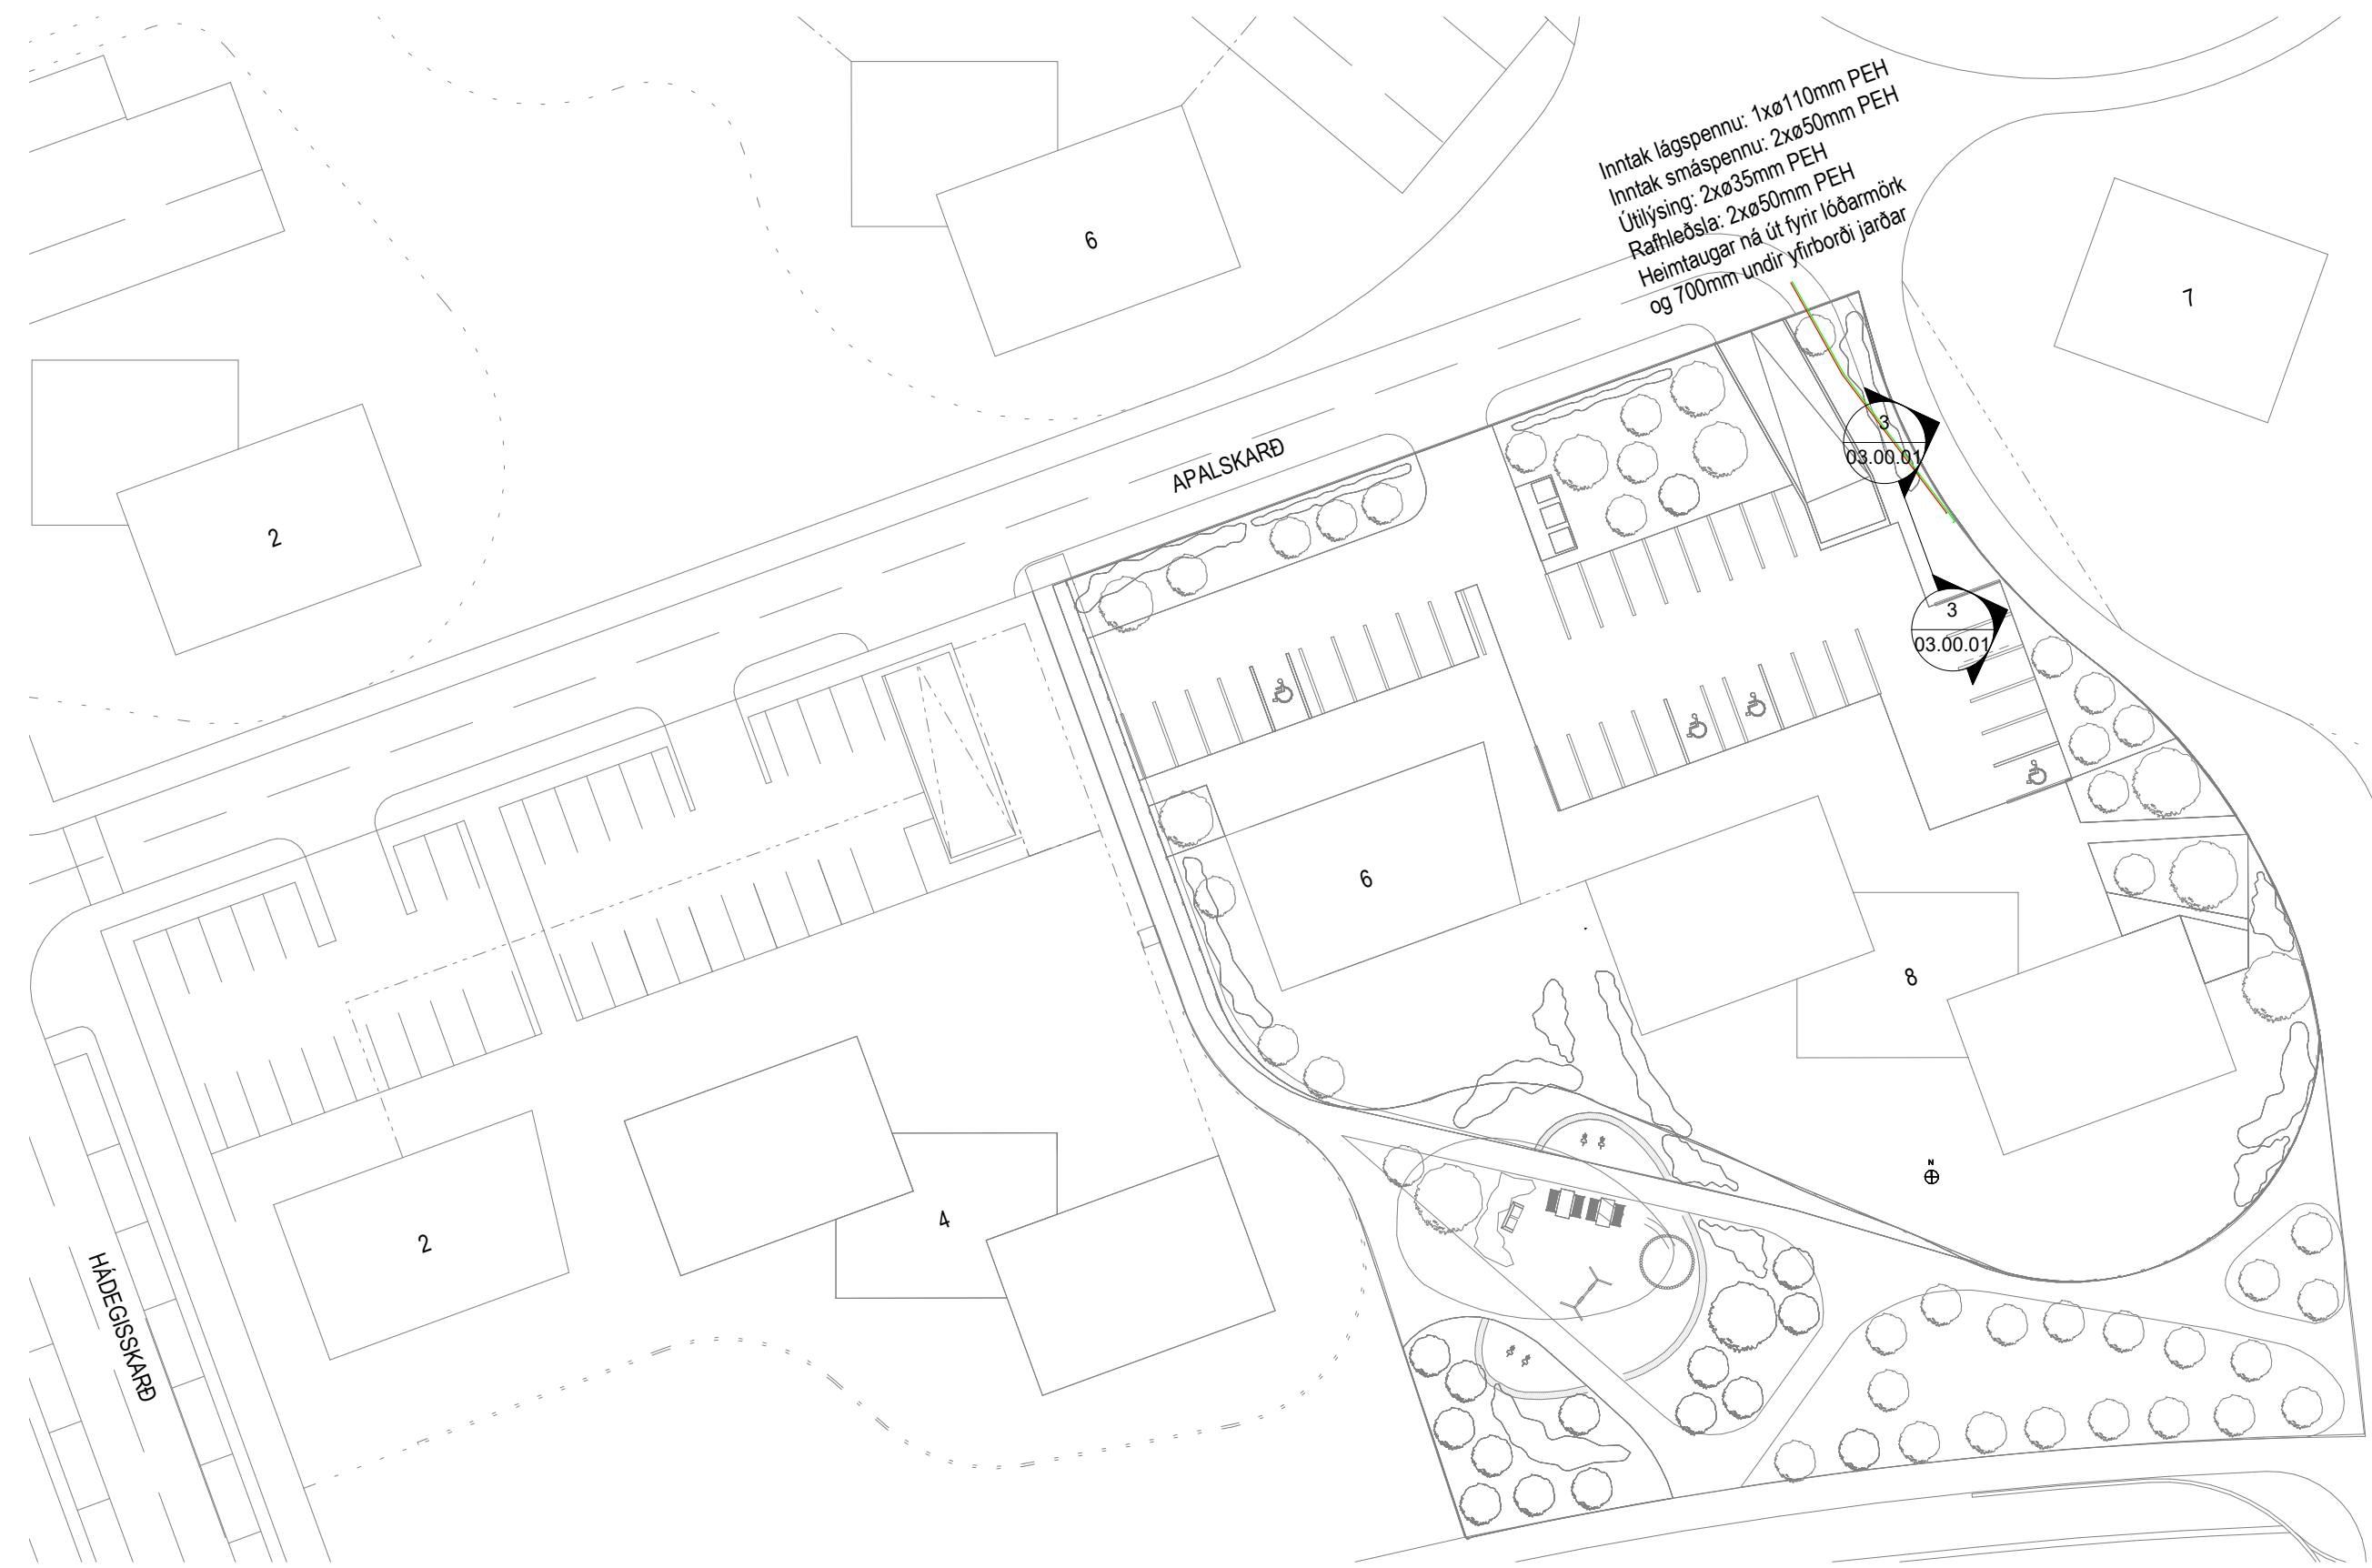 Inntak lágspennu: 1xø110mm PEH
Inntak smáspennu: 2xø50mm PEH
Útilýsing: 2xø35mm PEH
Rafhleðsla: 2xø50mm PEH
Heimtaugar ná út fyrir lóðarmörk
og 700mm undir yfirborði jarðar
6
7
3
03.00.01
APALSKARÐ
2
3
03.00.01
6
8
N
4
2
HÁDEGISSKARÐ